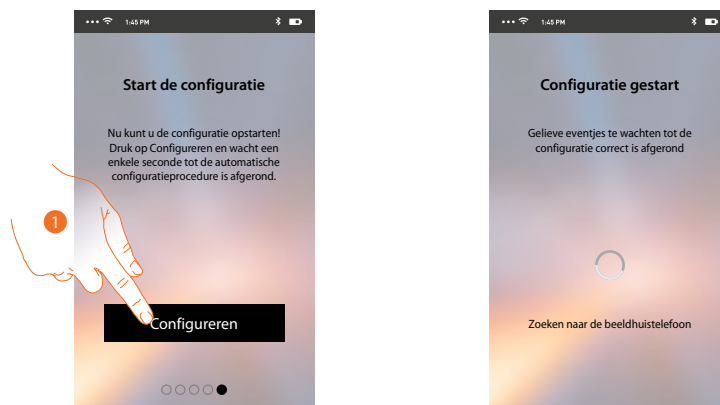 1:45 PM
Start de configuratie
Nu kunt u de configuratie opstarten!
Druk op Configureren en wacht een
enkele seconde tot de automatische
configuratieprocedure is afgerond.
1
Configureren
1:45 PM
Configuratie gestart
Gelieve eventjes te wachten tot de
configuratie correct is afgerond
Zoeken naar de beeldhuistelefoon